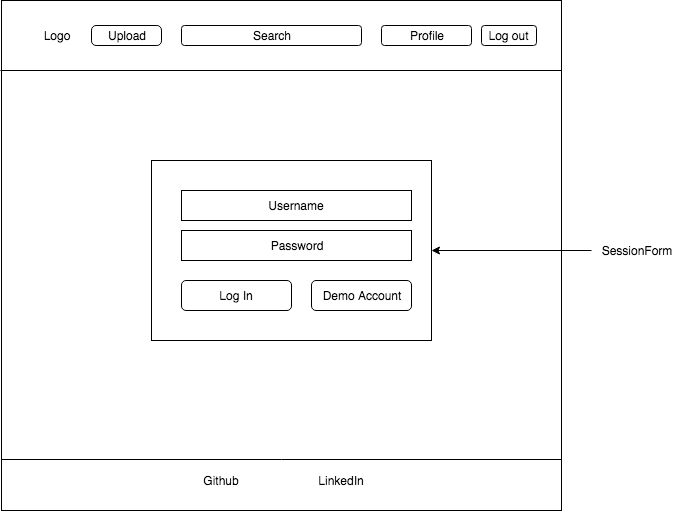 Logo
Upload
Search
Profile
Log out
Username
Password
SessionForm
Log In
Demo Account
Github
LinkedIn